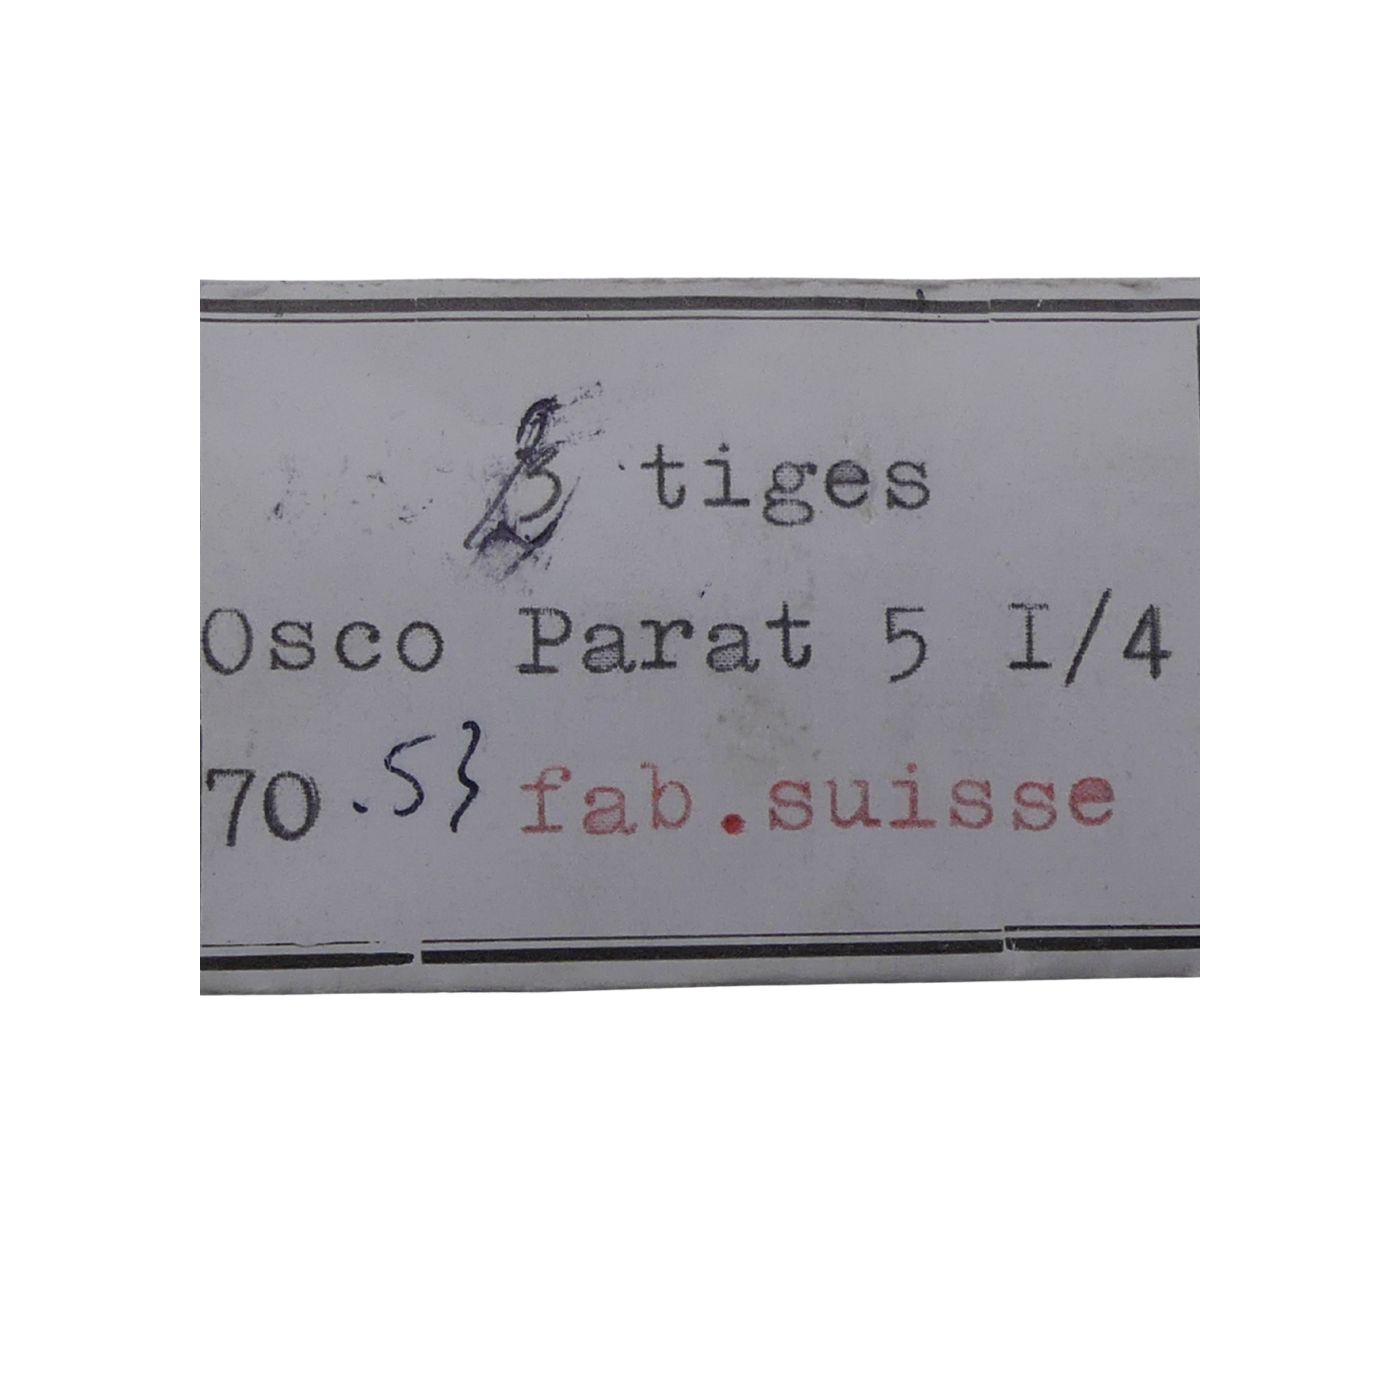 tiges
Osco Parat 5 I/4
70.53 fab.suisse